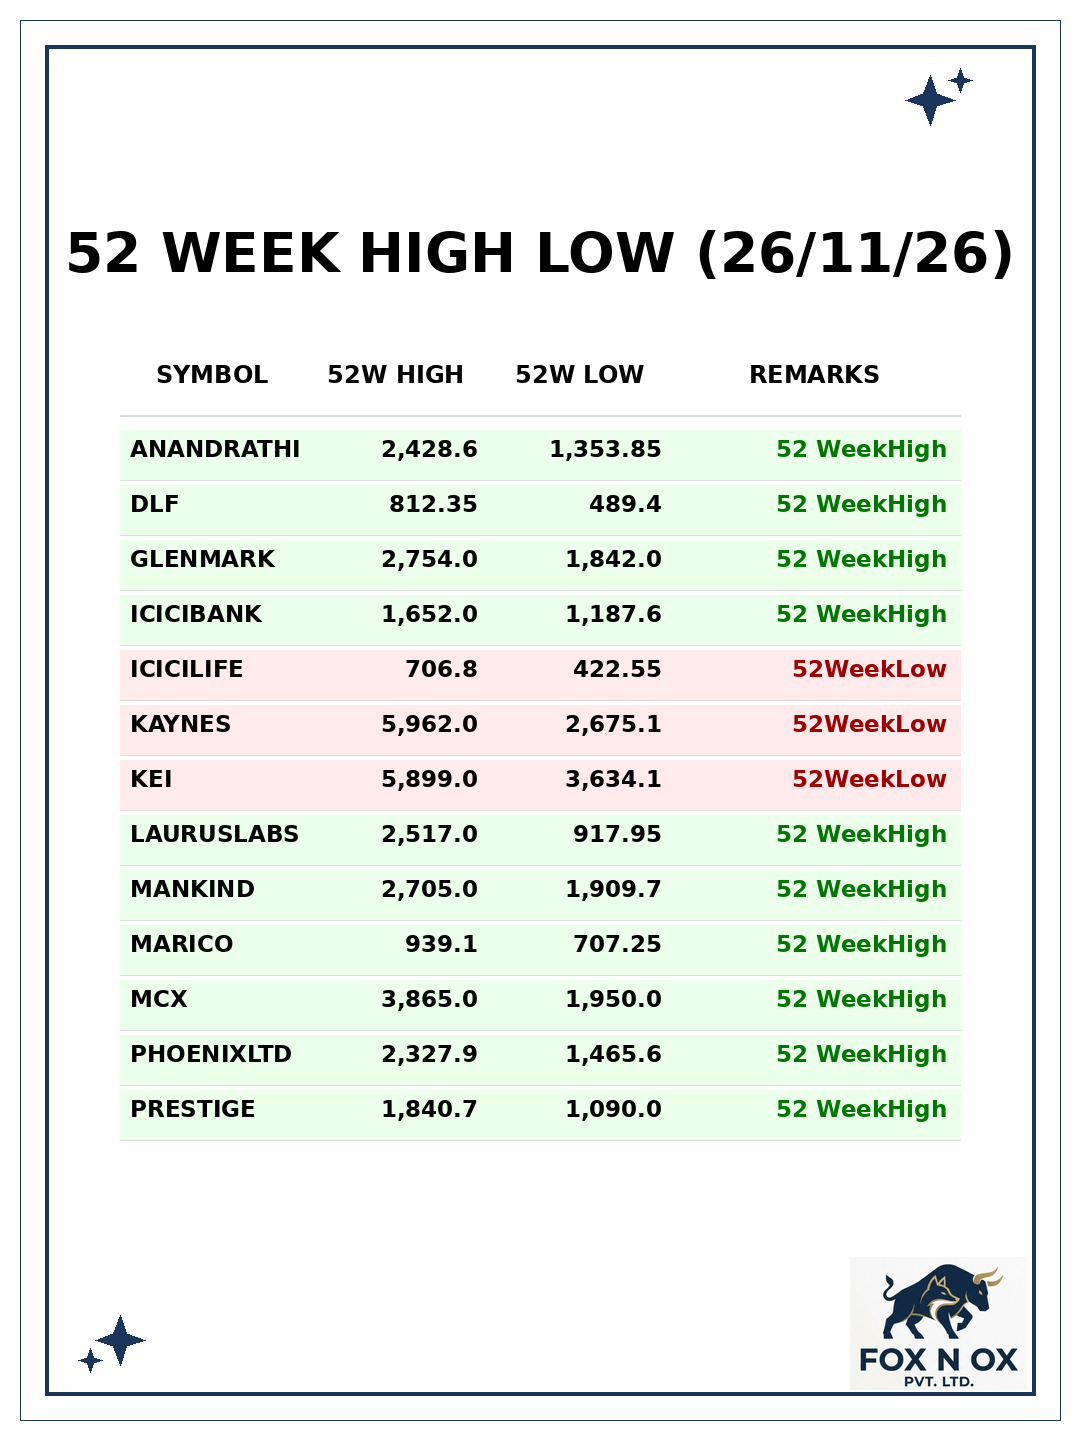 52 WEEK HIGH LOW (26/11/26)
SYMBOL 52W HIGH 52W LOW REMARKS
ANANDRATHI 2,428.6 1,353.85 52 WeekHigh
DLF 812.35 489.4 52 WeekHigh
GLENMARK 2,754.0 1,842.0 52 WeekHigh
ICICIBANK 1,652.0 1,187.6 52 WeekHigh
ICICILIFE 706.8 422.55 52WeekLow
KAYNES 5,962.0 2,675.1 52WeekLow
KEI 5,899.0 3,634.1 52WeekLow
LAURUSLABS 2,517.0 917.95 52 WeekHigh
MANKIND 2,705.0 1,909.7 52 WeekHigh
MARICO 939.1 707.25 52 WeekHigh
MCX 3,865.0 1,950.0 52 WeekHigh
PHOENIXLTD 2,327.9 1,465.6 52 WeekHigh
PRESTIGE 1,840.7 1,090.0 52 WeekHigh
FOX N OX
PVT. LTD.